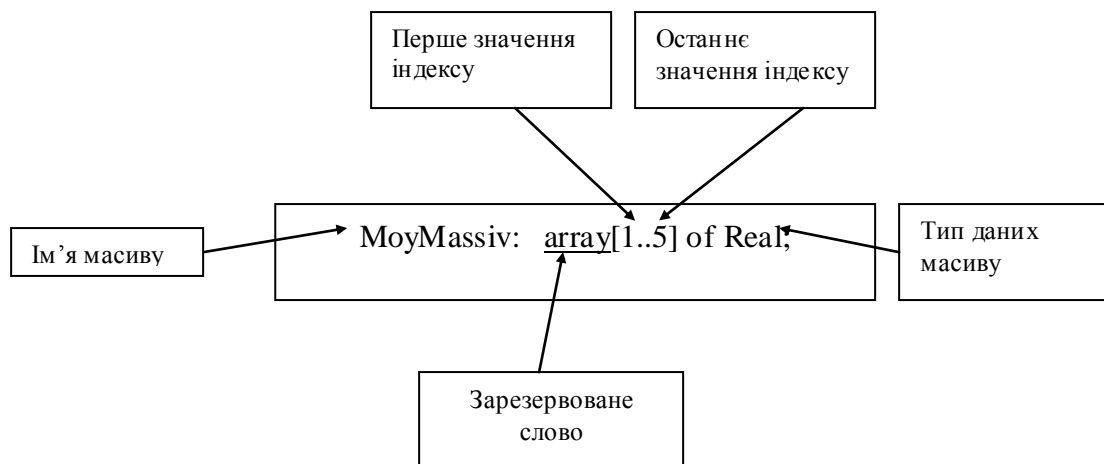 Перше значення
індексу
Останнє
значення індексу
Ім’я масиву
MoyMassiv: array[1..5] of Real;
Тип даних
масиву
Зарезервоване
слово